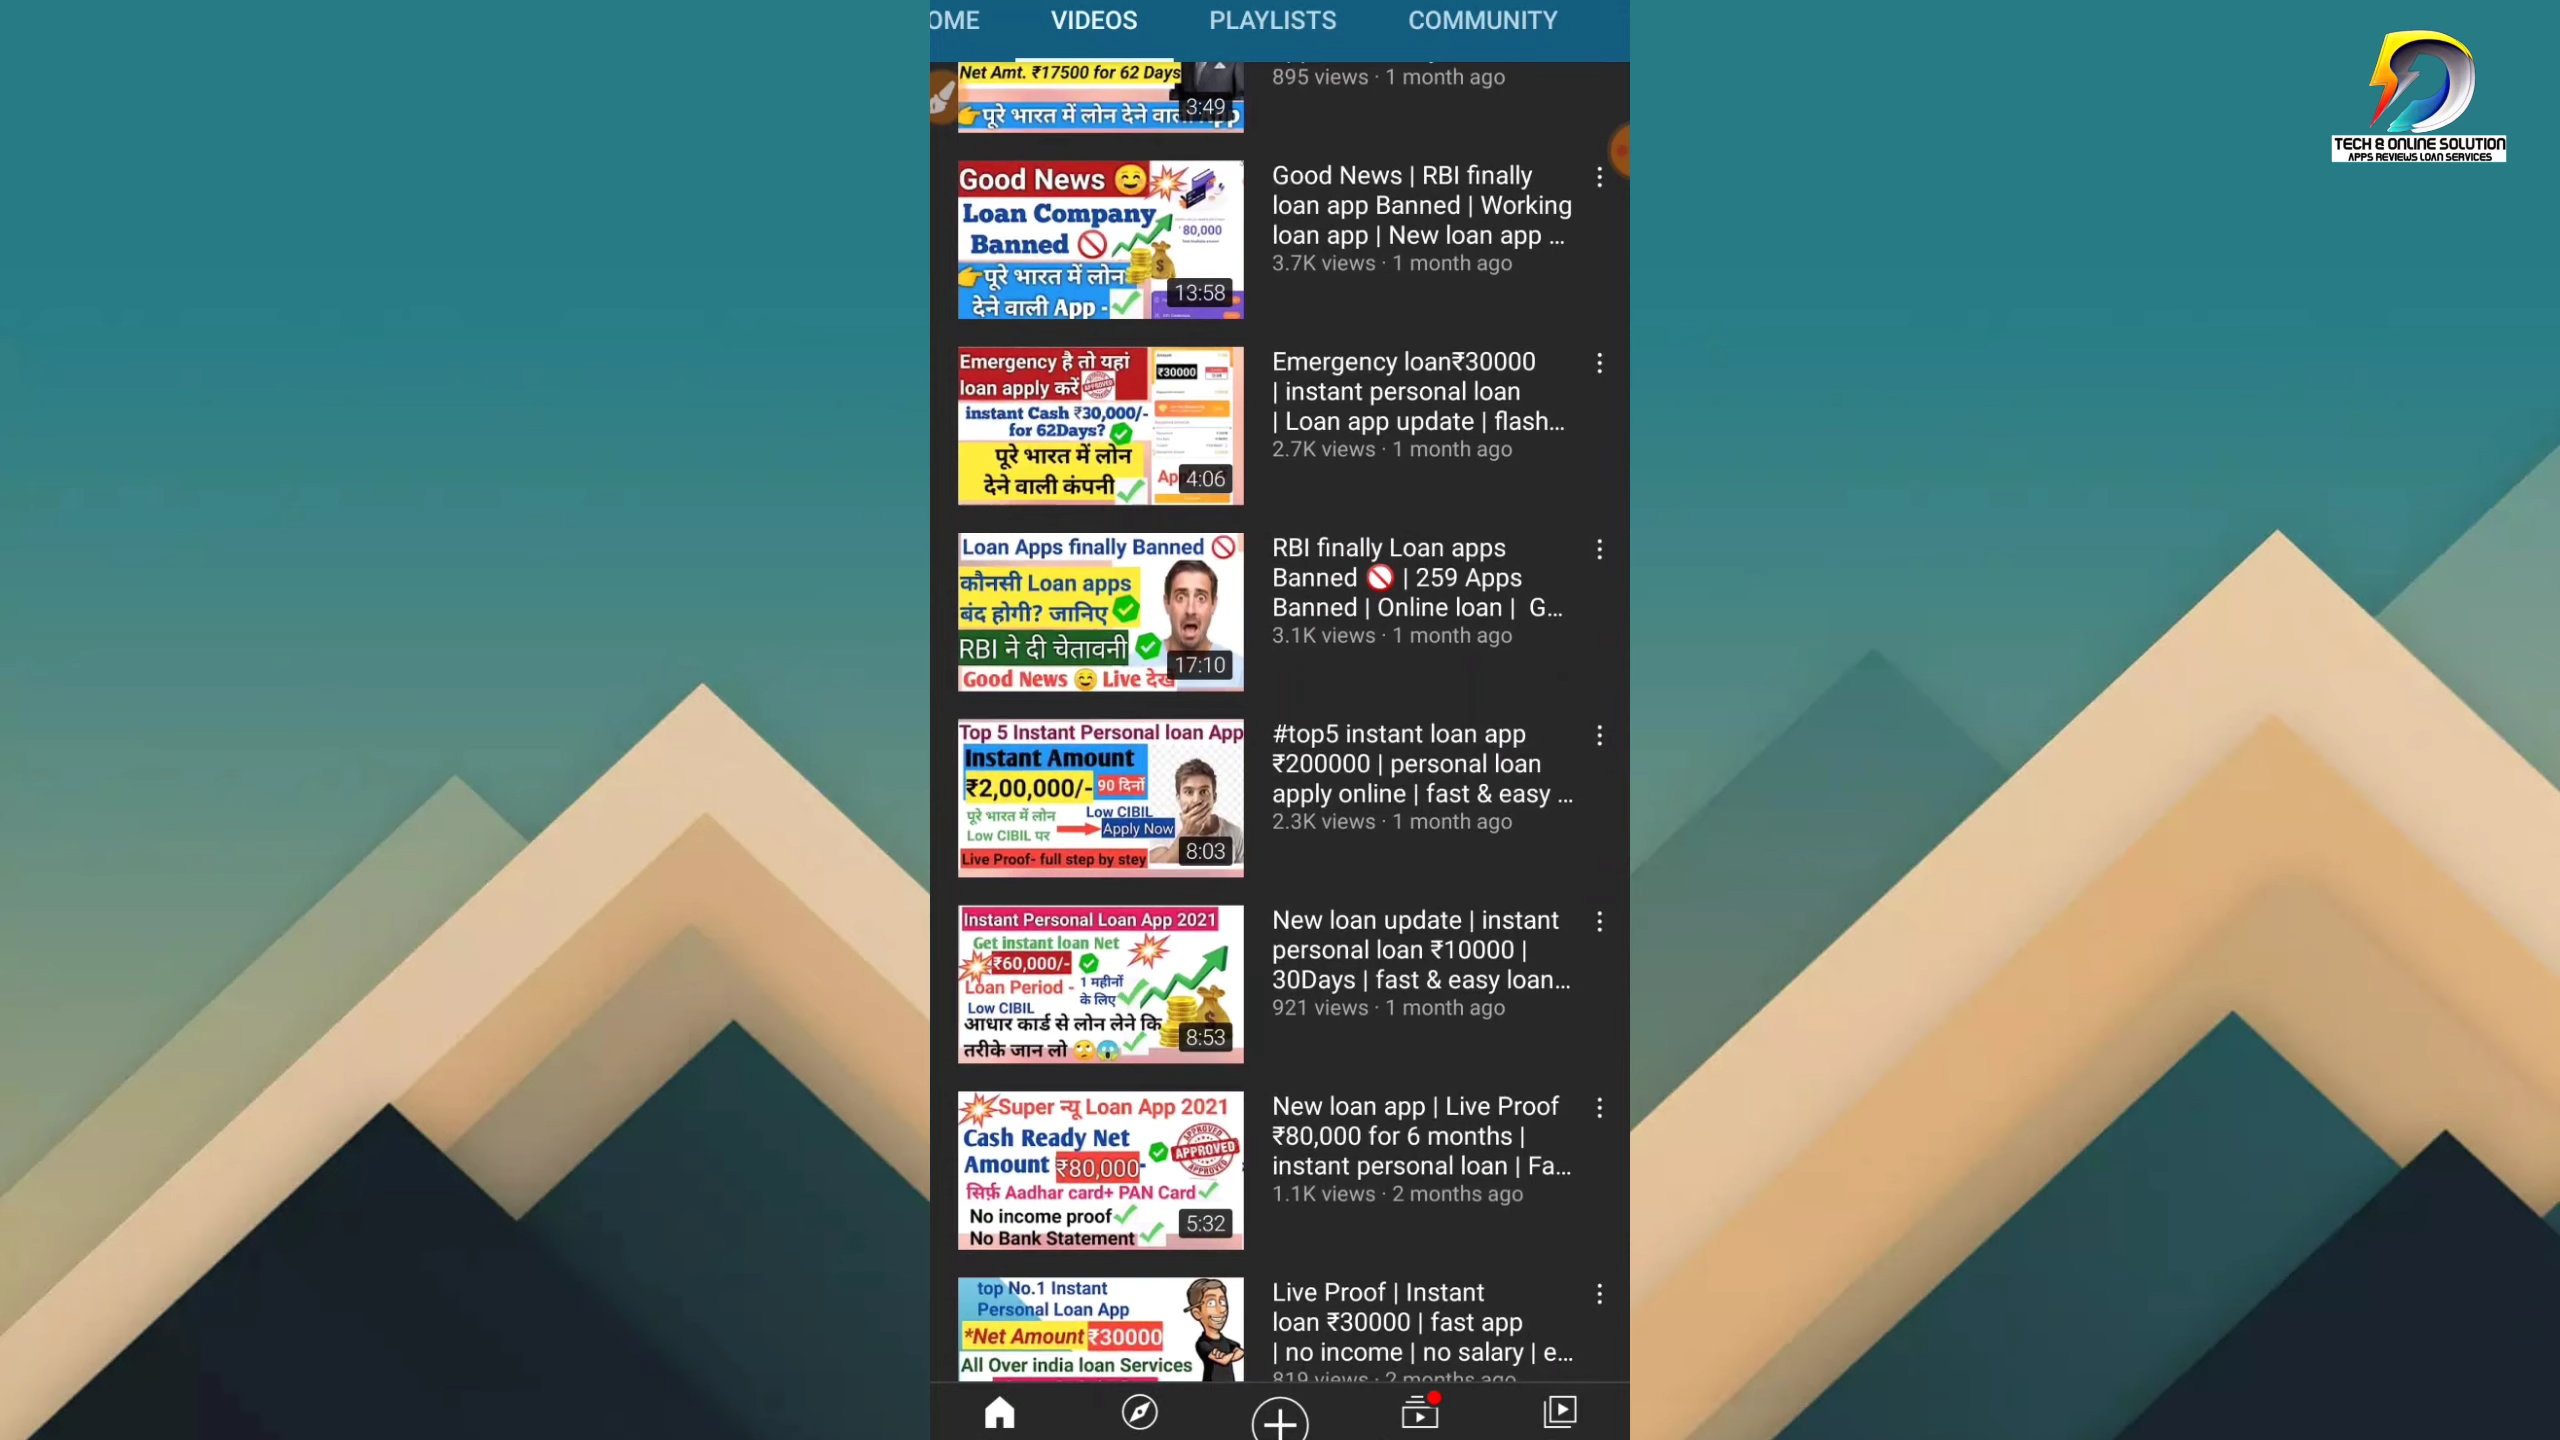 OME VIDEOS PLAYLISTS COMMUNITY
TECH & ONLINE SOLUTION
APPS REVIEWS LOAN SERVICES
Net Amt. ₹17500 for 62 Days
👉पूरे भारत में लोन देने
3:49
895 views · 1 month ago
Good News 😊
Loan Company
Banned 🚫
80,000
👉पूरे भारत में लोन
देने वाली App -
13:58
Good News | RBI finally
loan app Banned | Working
loan app | New loan app ...
3.7K views · 1 month ago
Emergency है तो यहां
loan apply करें
APPROVED
₹30000
instant Cash ₹30,000/-
for 62Days?
पूरे भारत में लोन
देने वाली कंपनी
Ap
4:06
Emergency loan₹30000
| instant personal loan
| Loan app update | flash...
2.7K views · 1 month ago
Loan Apps finally Banned 🚫
कौनसी Loan apps
बंद होगी? जानिए
RBI ने दी चेतावनी
Good News 😊 Live देख
17:10
RBI finally Loan apps
Banned 🚫 | 259 Apps
Banned | Online loan | G...
3.1K views · 1 month ago
Top 5 Instant Personal loan App
Instant Amount
₹2,00,000/- 90 दिनों
पूरे भारत में लोन
Low CIBIL पर
Low CIBIL
Apply Now
Live Proof- full step by stey
8:03
#top5 instant loan app
₹200000 | personal loan
apply online | fast & easy ...
2.3K views · 1 month ago
Instant Personal Loan App 2021
Get instant loan Net
₹60,000/-
Loan Period - 1 महीनों
के लिए
Low CIBIL
आधार कार्ड से लोन लेने कि
तरीके जान लो
8:53
New loan update | instant
personal loan ₹10000 |
30Days | fast & easy loan...
921 views · 1 month ago
Super न्यू Loan App 2021
Cash Ready Net
Amount ₹80,000-
APPROVED
सिर्फ़ Aadhar card+ PAN Card
No income proof
No Bank Statement
5:32
New loan app | Live Proof
₹80,000 for 6 months |
instant personal loan | Fa...
1.1K views · 2 months ago
top No.1 Instant
Personal Loan App
*Net Amount ₹30000
All Over india loan Services
Live Proof | Instant
loan ₹30000 | fast app
| no income | no salary | e...
819 views · 2 months ago